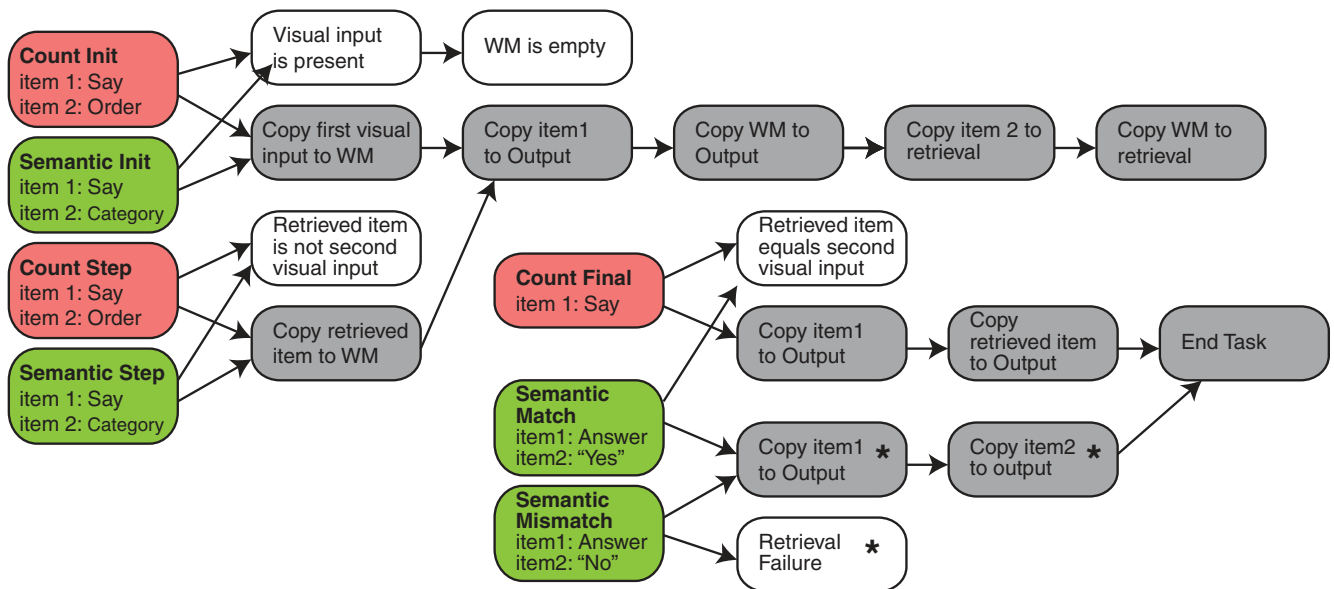 Count Init
item 1: Say
item 2: Order
Visual input
is present
WM is empty
Copy first visual
input to WM
Copy item1
to Output
Copy WM to
Output
Copy item 2 to
retrieval
Copy WM to
retrieval
Semantic Init
item 1: Say
item 2: Category
Retrieved item
is not second
visual input
Count Step
item 1: Say
item 2: Order
Copy retrieved
item to WM
Semantic Step
item 1: Say
item 2: Category
Retrieved item
equals second
visual input
Count Final
item 1: Say
Copy item1
to Output
Copy
retrieved item
to Output
End Task
Semantic
Match
item1: Answer
item2: “Yes”
Copy item1 *
to Output
Copy item2 *
to output
Semantic
Mismatch
item1: Answer
item2: “No”
Retrieval *
Failure